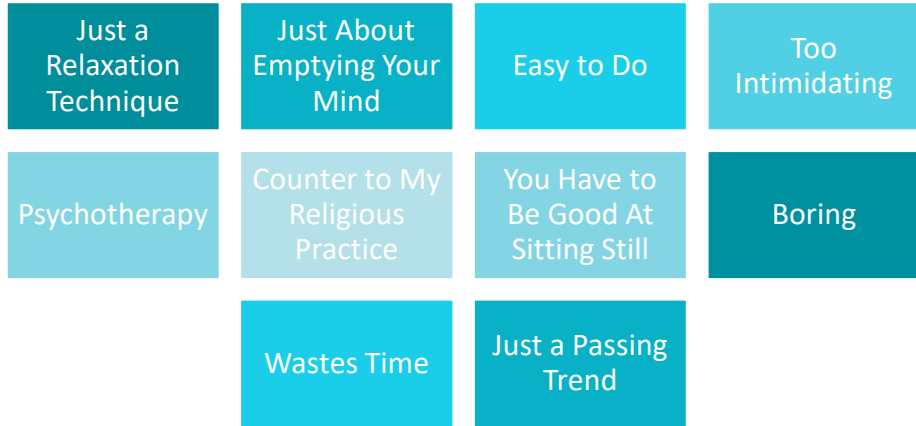 Just a
Relaxation
Technique
Just About
Emptying Your
Mind
Easy to Do
Too
Intimidating
Psychotherapy
Counter to My
Religious
Practice
You Have to
Be Good At
Sitting Still
Boring
Wastes Time
Just a Passing
Trend